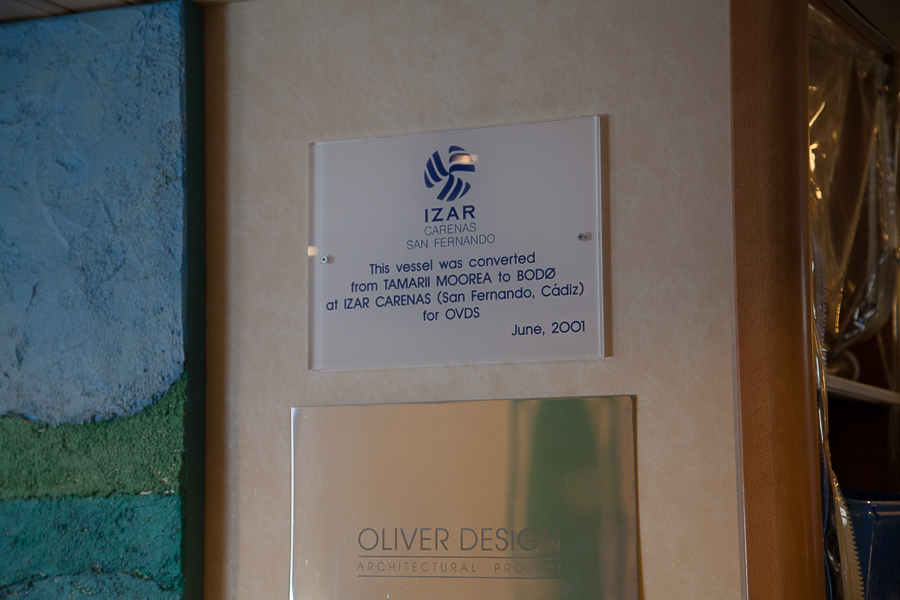 IZAR
CARENAS
SAN FERNANDO
This vessel was converted
from TAMARII MOOREA to BODØ
at IZAR CARENAS (San Fernando, Cádiz)
for OVDS
June, 2001
OLIVER DESIGN
ARCHITECTURAL PROJECT